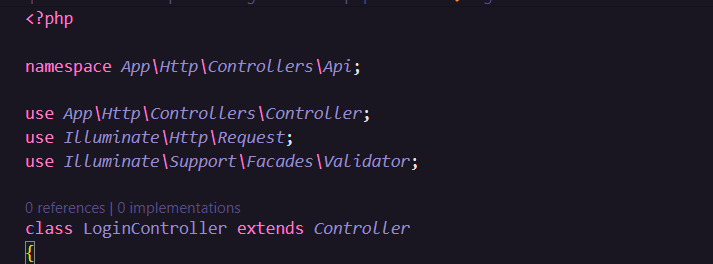 <?php
namespace App\Http\Controllers\Api;
use App\Http\Controllers\Controller;
use Illuminate\Http\Request;
use Illuminate\Support\Facades\Validator;
0 references | 0 implementations
class LoginController extends Controller
{